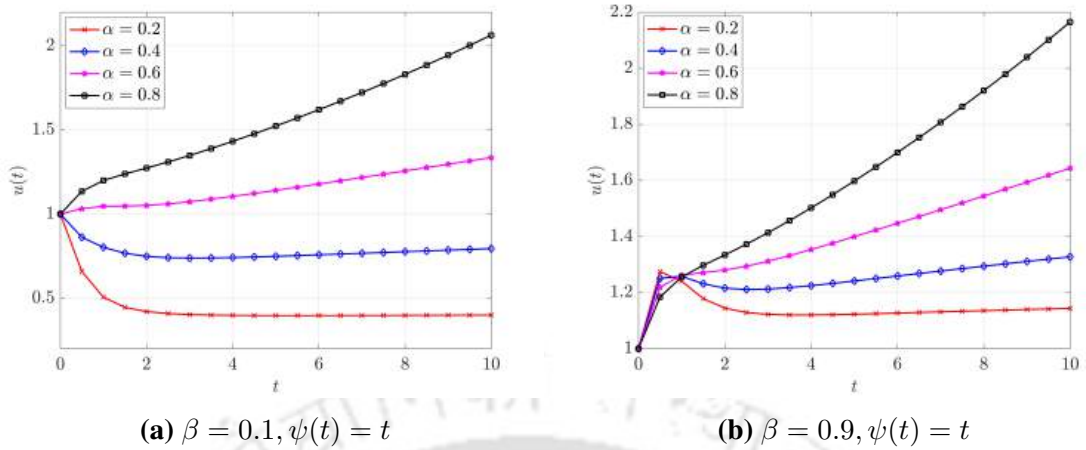 α = 0.2
α = 0.4
α = 0.6
α = 0.8
2
1.5
1
0.5
u(t)
0 2 4 6 8 10
t
(a) β = 0.1, ψ(t) = t
α = 0.2
α = 0.4
α = 0.6
α = 0.8
2.2
2
1.8
1.6
1.4
1.2
1
u(t)
0 2 4 6 8 10
t
(b) β = 0.9, ψ(t) = t